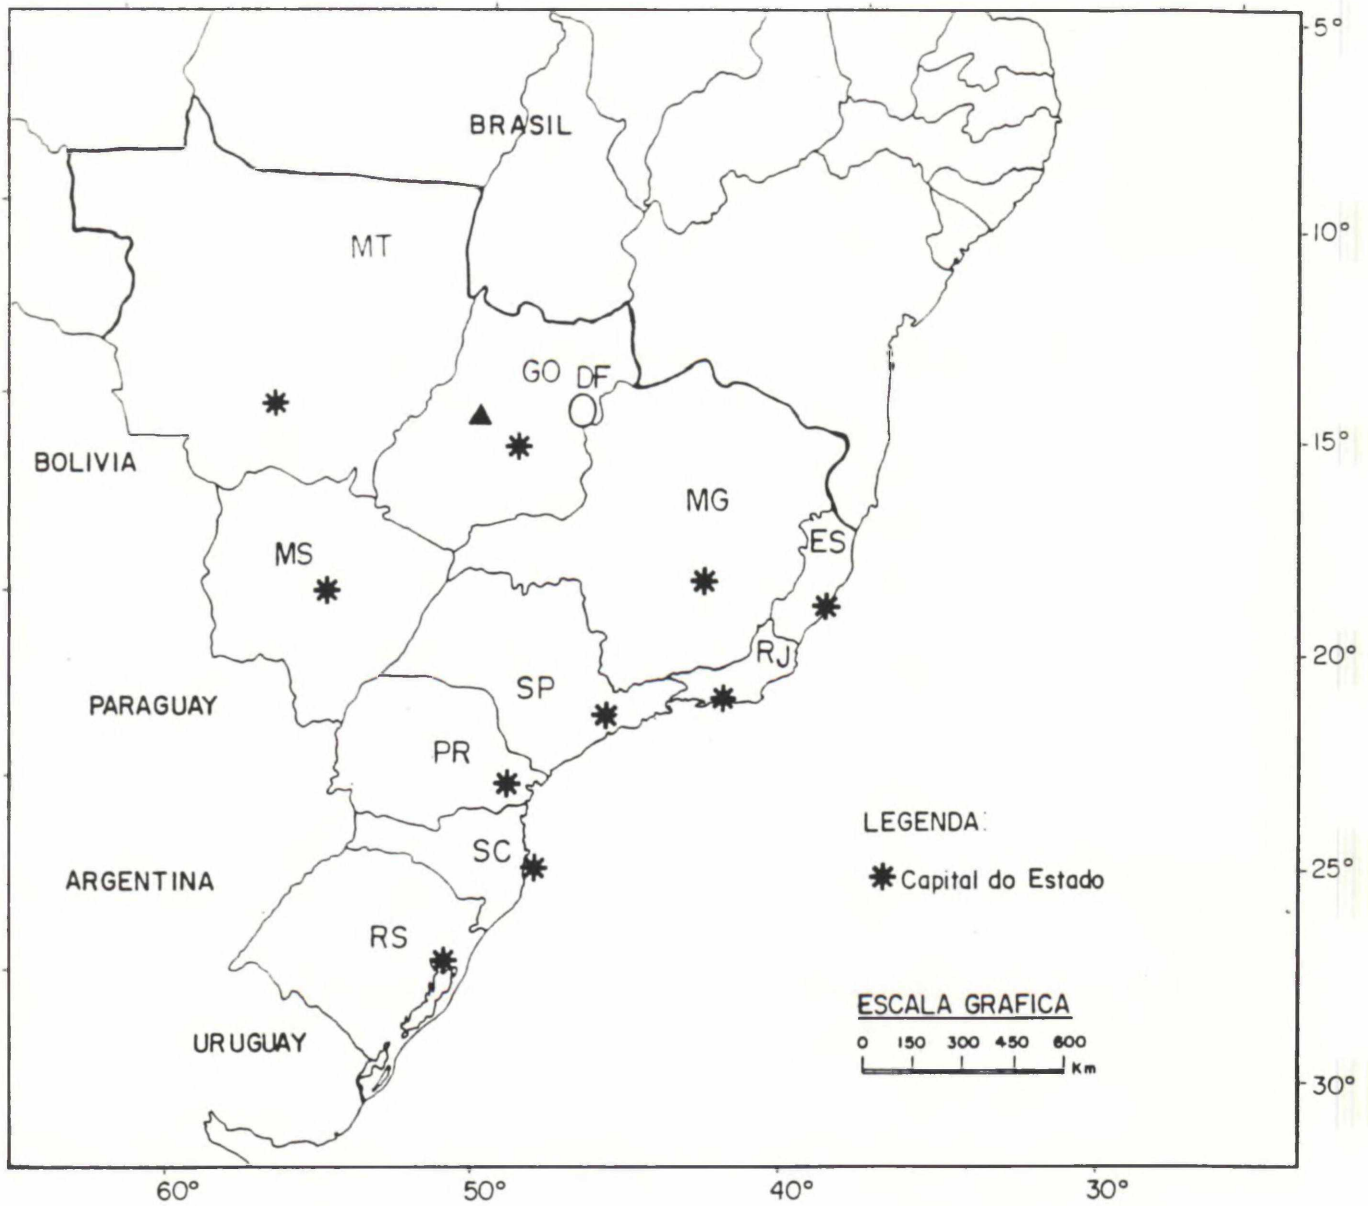 5°
BRASIL
10°
MT
GO DF
15°
BOLIVIA
MG
ES
MS
20°
RJ
SP
PARAGUAY
PR
LEGENDA:
SC
25°
Capital do Estado
ARGENTINA
RS
ESCALA GRAFICA
URUGUAY
0 150 300 450 600
Km
30°
60° 50° 40° 30°